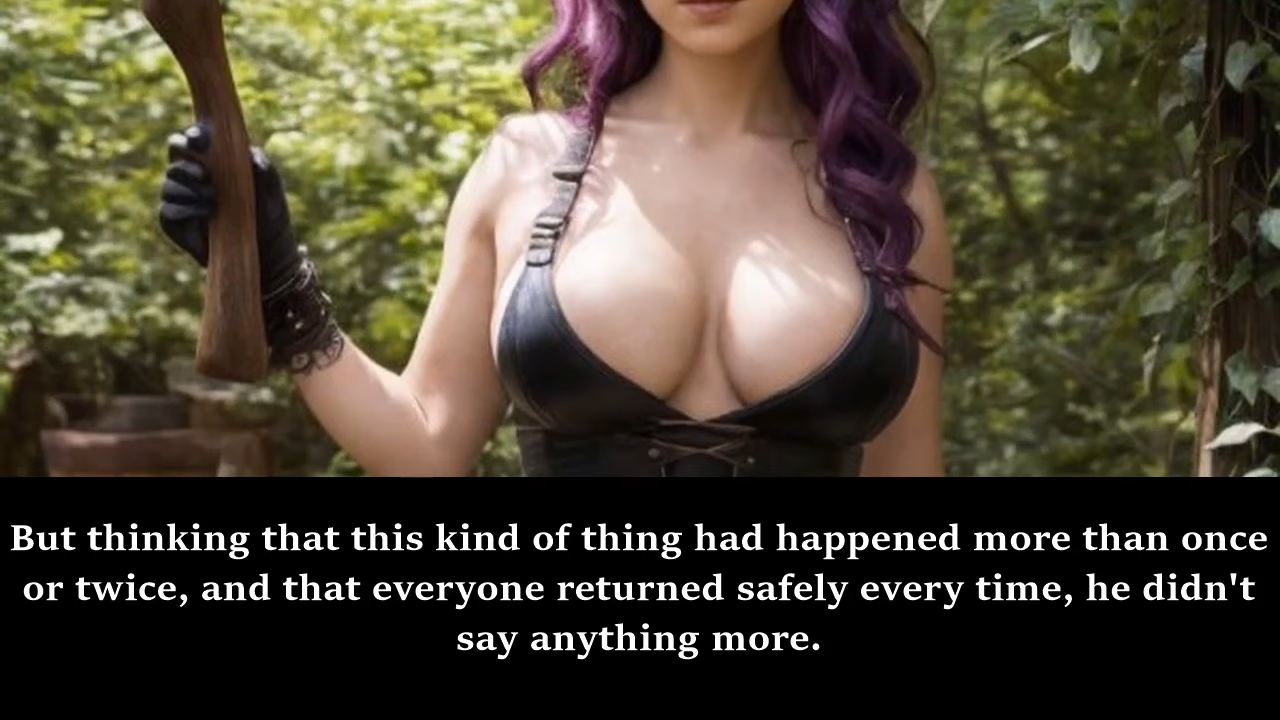 But thinking that this kind of thing had happened more than once
or twice, and that everyone returned safely every time, he didn't
say anything more.